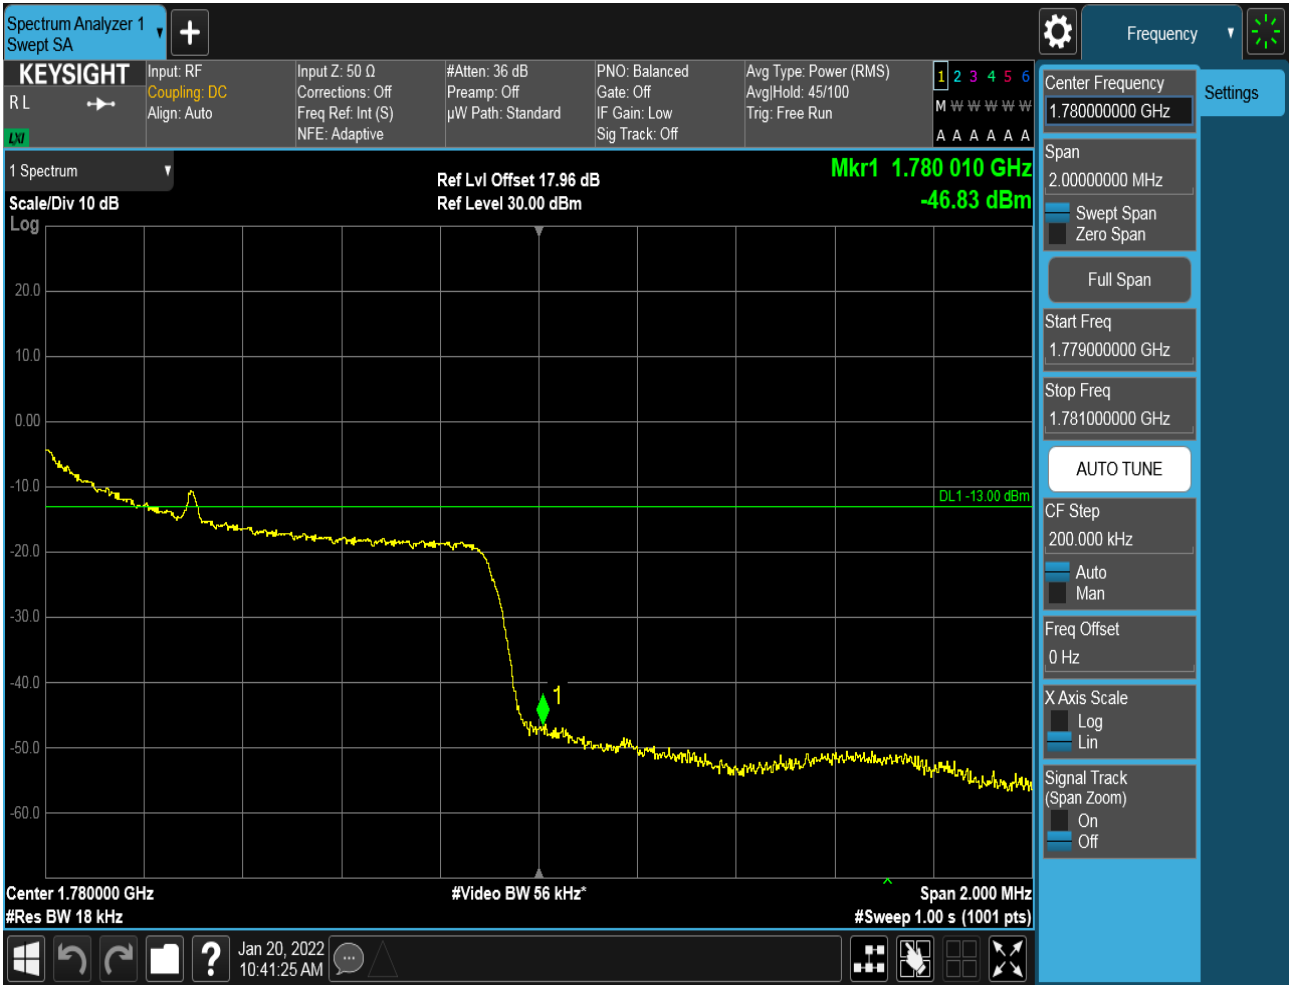 Spectrum Analyzer 1
Swept SA
Frequency
KEYSIGHT
R L
LXI
Input: RF
Coupling: DC
Align: Auto
Input Z: 50 Ω
Corrections: Off
Freq Ref: Int (S)
NFE: Adaptive
#Atten: 36 dB
Preamp: Off
µW Path: Standard
PNO: Balanced
Gate: Off
IF Gain: Low
Sig Track: Off
Avg Type: Power (RMS)
Avg|Hold: 45/100
Trig: Free Run
1 2 3 4 5 6
M W W W W W
A A A A A A
1 Spectrum
Scale/Div 10 dB
Log
Ref Lvl Offset 17.96 dB
Ref Level 30.00 dBm
Mkr1 1.780 010 GHz
-46.83 dBm
20.0
10.0
0.00
-10.0
DL1 -13.00 dBm
-20.0
-30.0
-40.0
1
-50.0
-60.0
Center 1.780000 GHz
#Video BW 56 kHz*
Span 2.000 MHz
#Res BW 18 kHz
#Sweep 1.00 s (1001 pts)
?
Jan 20, 2022
10:41:25 AM
Center Frequency
1.780000000 GHz
Span
2.00000000 MHz
Swept Span
Zero Span
Full Span
Start Freq
1.779000000 GHz
Stop Freq
1.781000000 GHz
AUTO TUNE
CF Step
200.000 kHz
Auto
Man
Freq Offset
0 Hz
X Axis Scale
Log
Lin
Signal Track
(Span Zoom)
On
Off
Settings